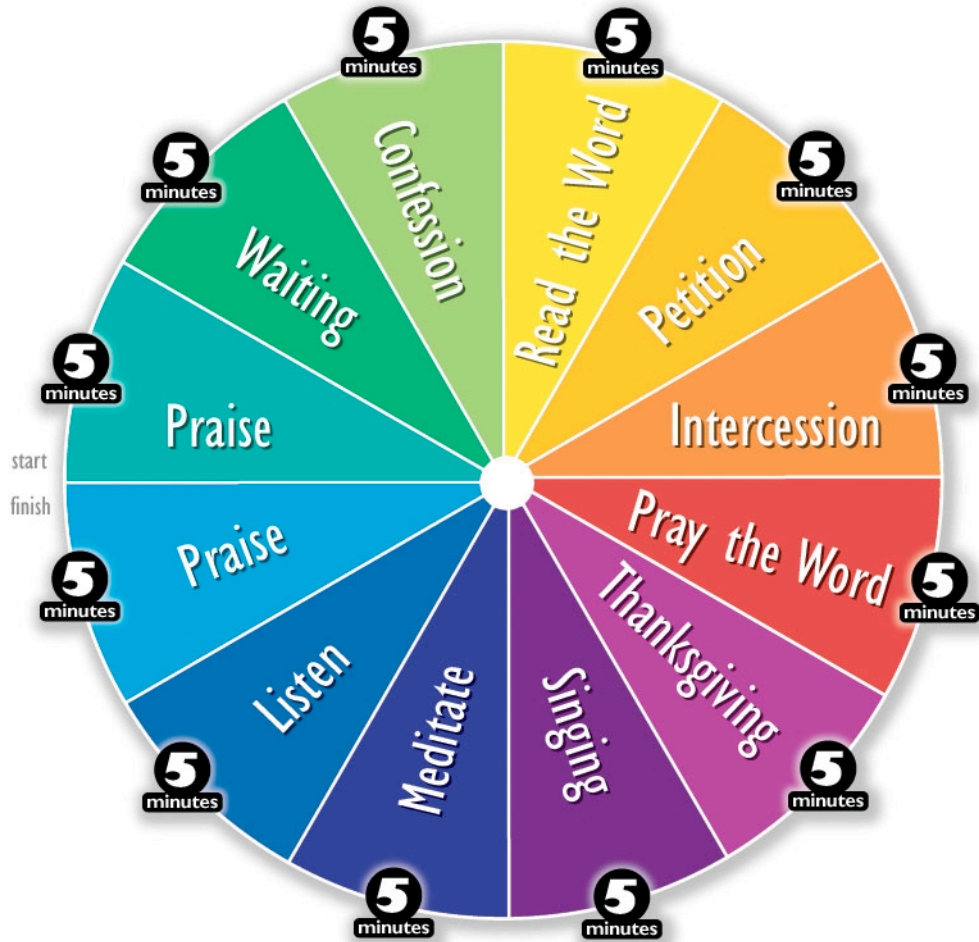 start
finish
Praise
5
minutes
Waiting
5
minutes
Confession
5
minutes
Read the Word
5
minutes
Petition
5
minutes
Intercession
5
minutes
Pray the Word
5
minutes
Thanksgiving
5
minutes
Singing
5
minutes
Meditate
5
minutes
Listen
5
minutes
Praise
5
minutes